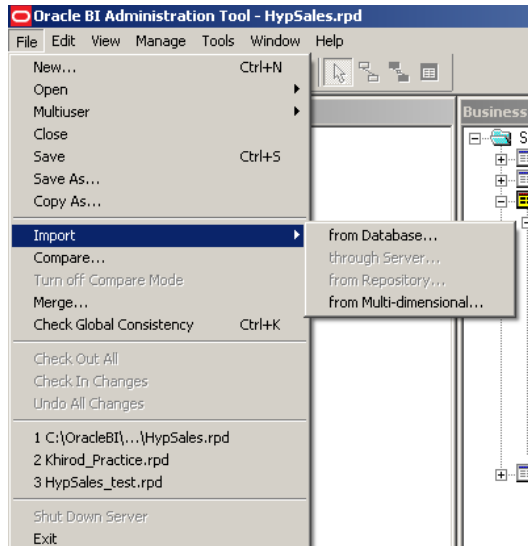 Oracle BI Administration Tool - HypSales.rpd
File Edit View Manage Tools Window Help
New... Ctrl+N
Open
Multiuser
Close
Save Ctrl+S
Save As...
Copy As...
Import
Compare...
Turn off Compare Mode
Merge...
Check Global Consistency Ctrl+K
Check Out All
Check In Changes
Undo All Changes
1 C:\OracleBI\...\HypSales.rpd
2 Khirod_Practice.rpd
3 HypSales_test.rpd
Shut Down Server
Exit
from Database...
through Server...
from Repository...
from Multi-dimensional...
Business
S